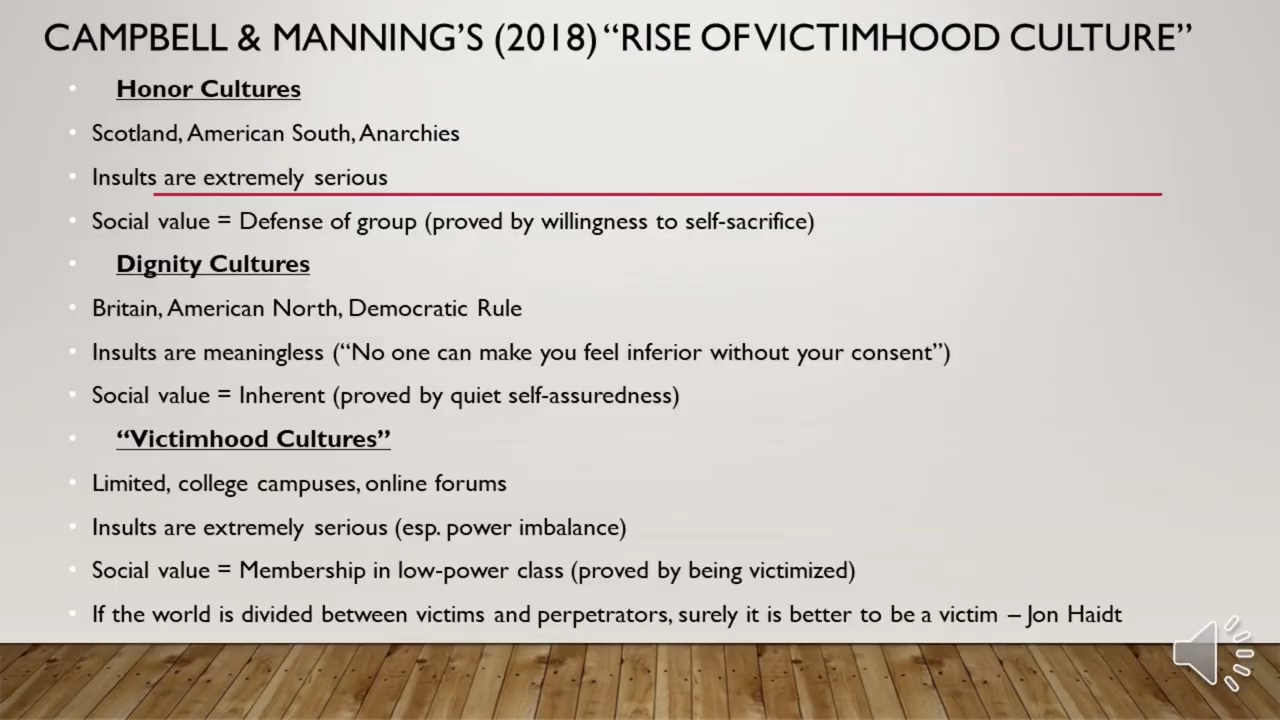 CAMPBELL & MANNING'S (2018) “RISE OF VICTIMHOOD CULTURE”
• Honor Cultures
• Scotland, American South, Anarchies
• Insults are extremely serious
• Social value = Defense of group (proved by willingness to self-sacrifice)
• Dignity Cultures
• Britain, American North, Democratic Rule
• Insults are meaningless (“No one can make you feel inferior without your consent”)
• Social value = Inherent (proved by quiet self-assuredness)
• “Victimhood Cultures”
• Limited, college campuses, online forums
• Insults are extremely serious (esp. power imbalance)
• Social value = Membership in low-power class (proved by being victimized)
• If the world is divided between victims and perpetrators, surely it is better to be a victim – Jon Haidt